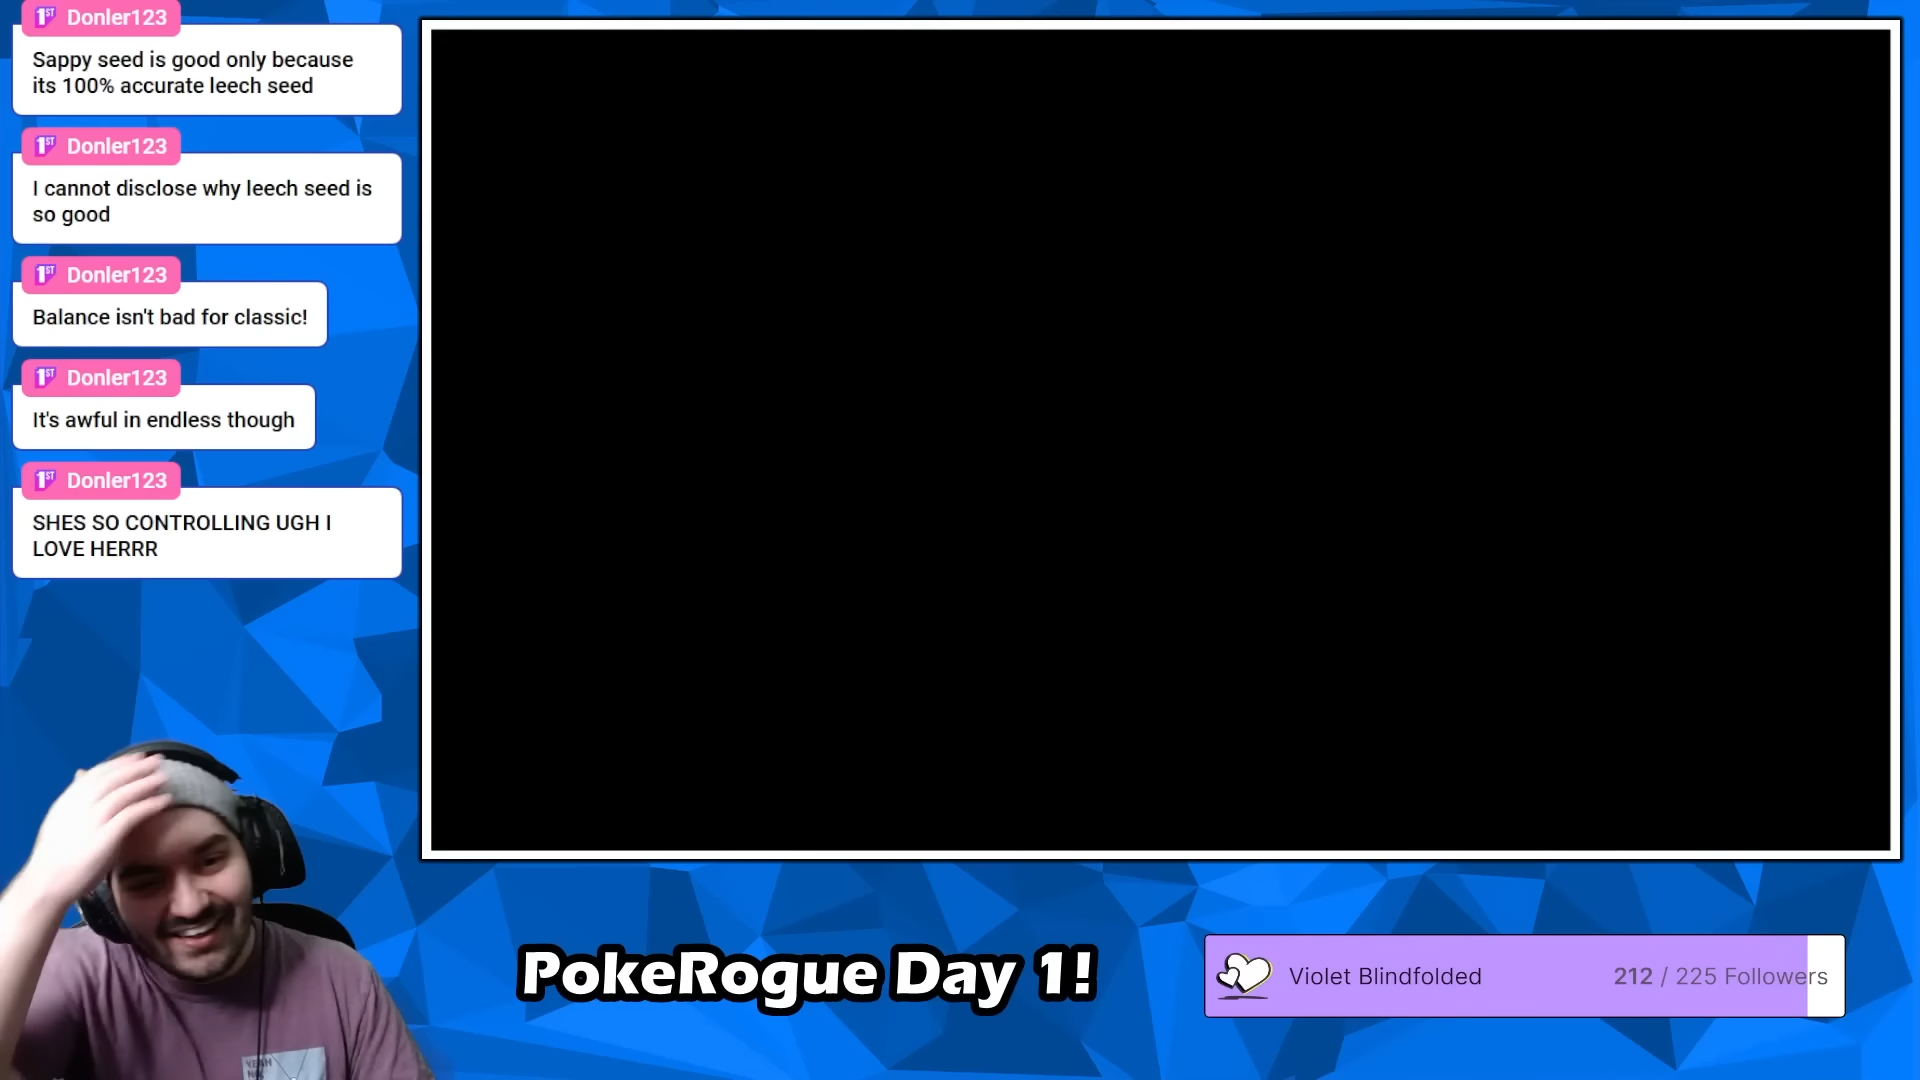 1ST Donler123
Sappy seed is good only because
its 100% accurate leech seed
1ST Donler123
I cannot disclose why leech seed is
so good
1ST Donler123
Balance isn't bad for classic!
1ST Donler123
It's awful in endless though
1ST Donler123
SHES SO CONTROLLING UGH I
LOVE HERRR
YEAH
PokeRogue Day 1!
Violet Blindfolded 212 / 225 Followers